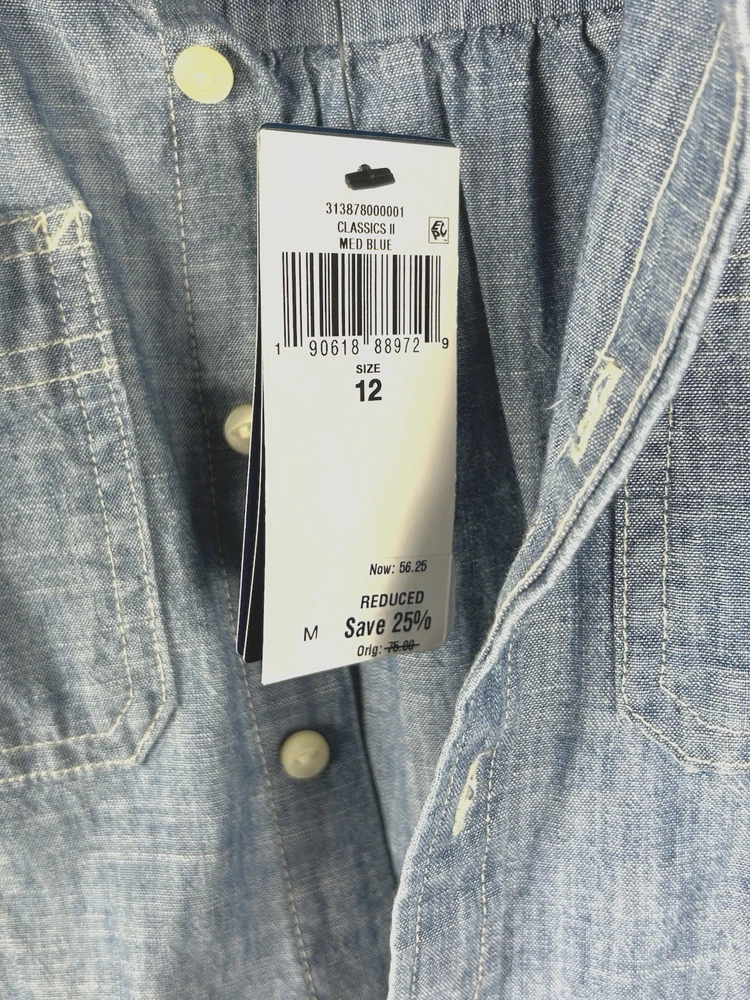 313878000001
CLASSICS II
MED BLUE
1 90618 88972 9
SIZE
12
Now: 56.25
REDUCED
M Save 25%
Orig: 75.00